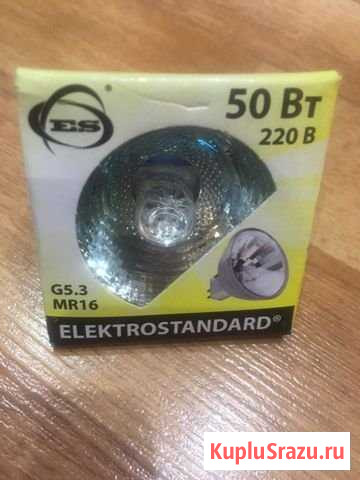 ES®
50 Вт
220 В
G5.3
MR16
ELEKTROSTANDARD®
KupluSrazu.ru